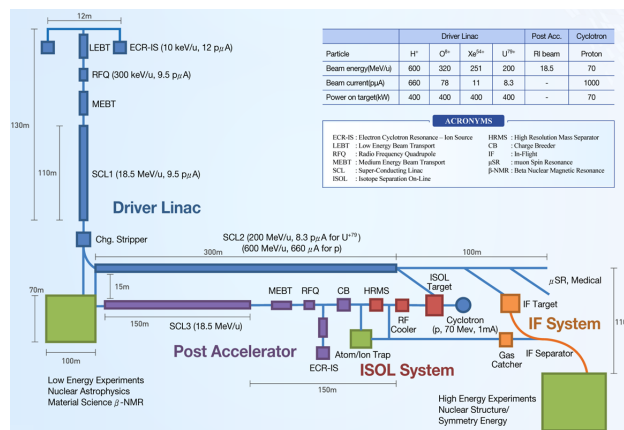 12m
LEBT
ECR-IS (10 keV/u, 12 pμA)
RFQ (300 keV/u, 9.5 pμA)
MEBT
130m
110m
SCL1 (18.5 MeV/u, 9.5 pμA)
Driver Linac
Chg. Stripper
Driver Linac Post Acc. Cyclotron
Particle H⁺ O⁸⁺ Xe⁵⁴⁺ U⁷⁹⁺ RI beam Proton
Beam energy(MeV/u) 600 320 251 200 18.5 70
Beam current(pμA) 660 78 11 8.3 - 1000
Power on target(kW) 400 400 400 400 - 70
ACRONYMS
ECR-IS : Electron Cyclotron Resonance – Ion Source
LEBT : Low Energy Beam Transport
RFQ : Radio Frequency Quadrapole
MEBT : Medium Energy Beam Transport
SCL : Super-Conducting Linac
ISOL : Isotope Separation On-Line
HRMS : High Resolution Mass Separator
CB : Charge Breeder
IF : In-Flight
μSR : muon Spin Resonance
β-NMR : Beta Nuclear Magnetic Resonance
SCL2 (200 MeV/u, 8.3 pμA for U⁺⁷⁹)
(600 MeV/u, 660 μA for p)
300m
100m
15m
70m
100m
150m
SCL3 (18.5 MeV/u)
MEBT
RFQ
CB
HRMS
RF
Cooler
ISOL
Target
Cyclotron
(p, 70 Mev, 1mA)
μSR, Medical
IF Target
IF System
IF Separator
Gas
Catcher
Post Accelerator
ECR-IS
Atom/Ion Trap
ISOL System
150m
11
Low Energy Experiments
Nuclear Astrophysics
Material Science β-NMR
High Energy Experiments
Nuclear Structure/
Symmetry Energy